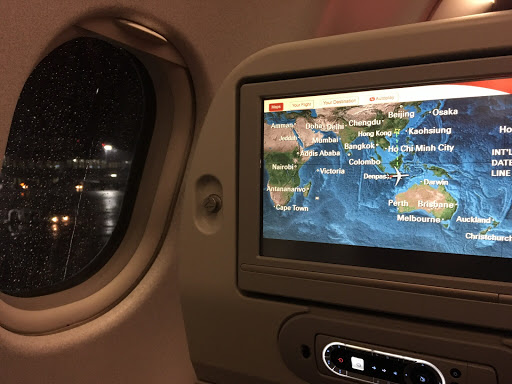 Maps Your Flight Your Destination
Beijing Osaka
Amman Doha Delhi Chengdu
Jeddah Mumbai Hong Kong Kaohsiung Ho
Addis Ababa Bangkok Ho Chi Minh City INT'L
Nairobi Victoria Colombo DATE
Denpasar Darwin LINE
Antananarivo
Cape Town Perth Brisbane
Melbourne Auckland
Christchurch